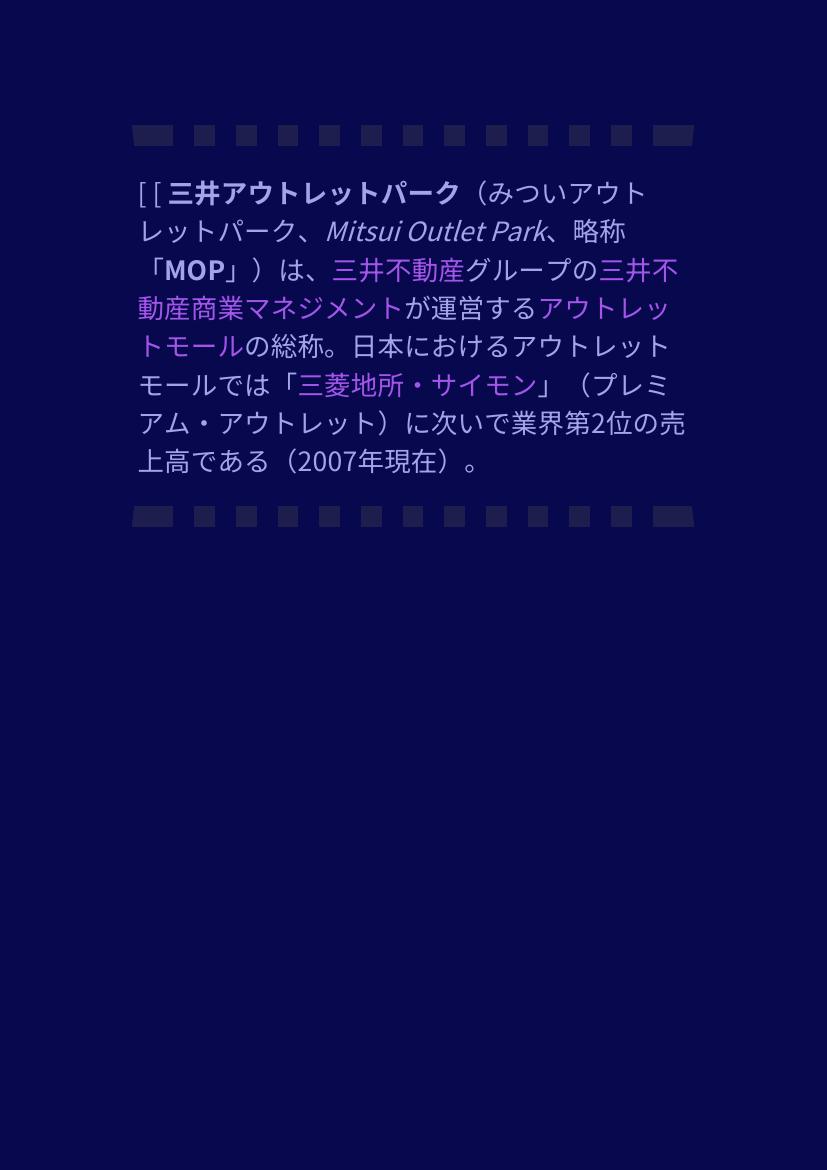 [ [ 三井アウトレットパーク（みついアウト
レットパーク、Mitsui Outlet Park、略称
「MOP」）は、三井不動産グループの三井不
動産商業マネジメントが運営するアウトレッ
トモールの総称。日本におけるアウトレット
モールでは「三菱地所・サイモン」（プレミ
アム・アウトレット）に次いで業界第2位の売
上高である（2007年現在）。